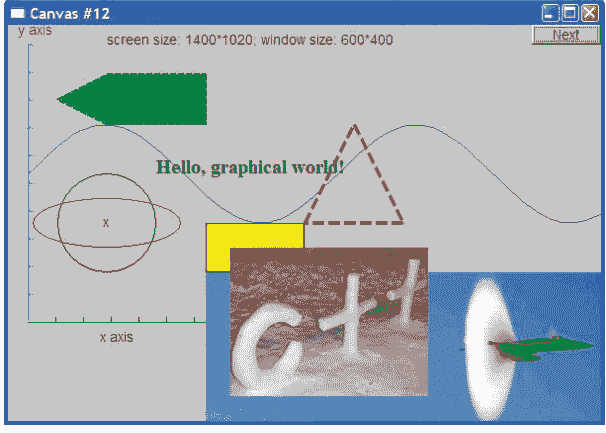 Canvas #12
y axis
screen size: 1400*1020; window size: 600*400
Next
Hello, graphical world!
x
x axis
C++